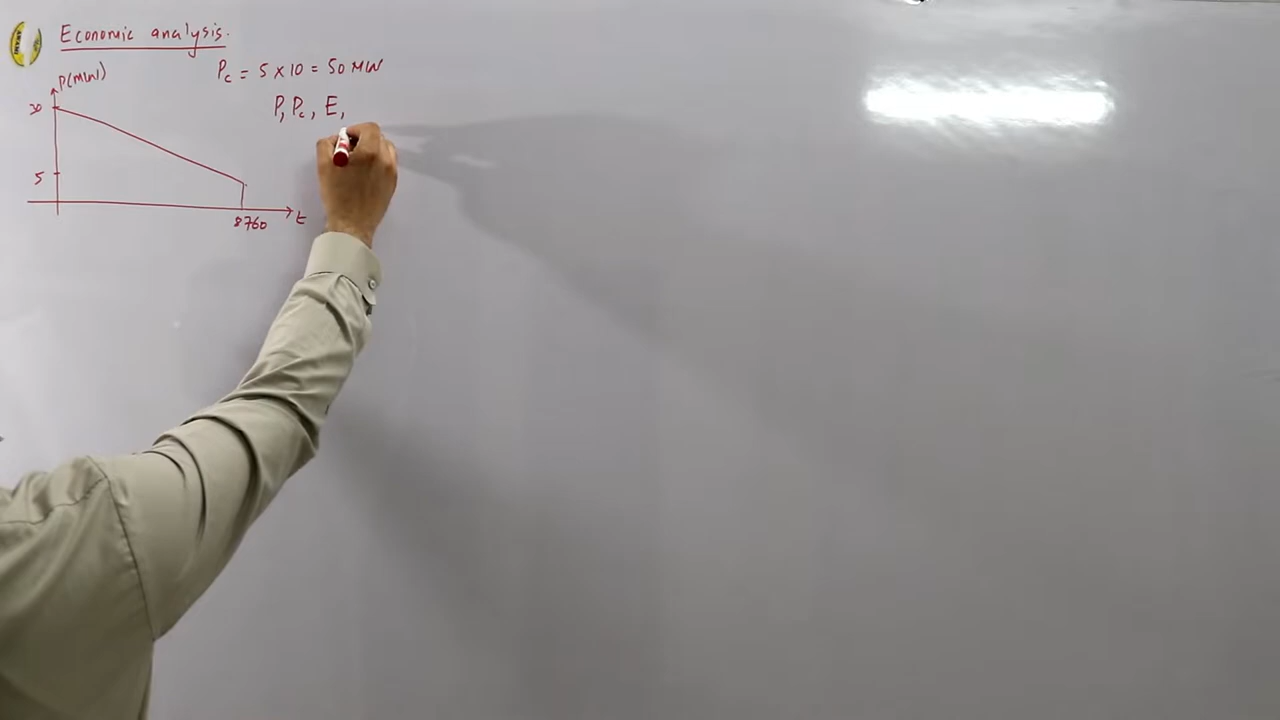 Economic analysis.
P(MW)
30
5
8760
t
Pc = 5 x 10 = 50 MW
P, Pc, E,